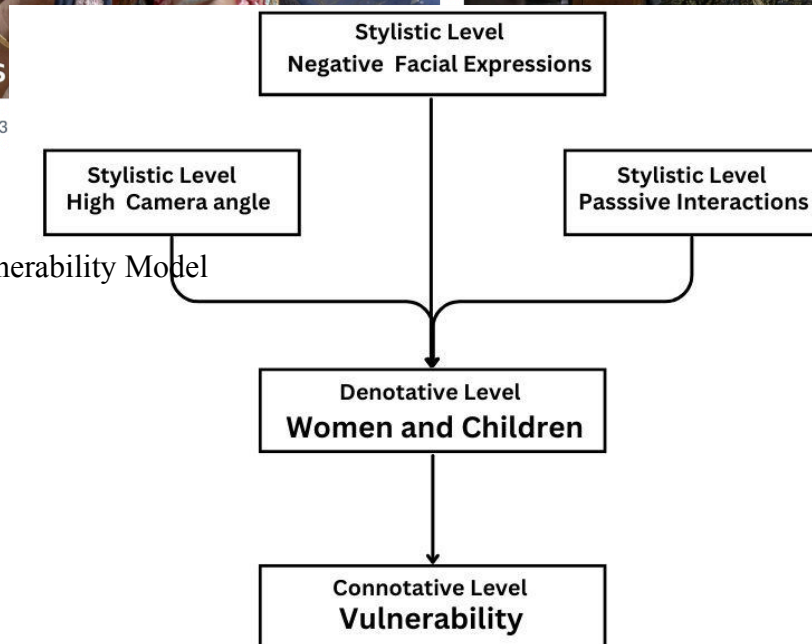 Stylistic Level
Negative Facial Expressions
S
3
Stylistic Level
High Camera angle
Stylistic Level
Passsive Interactions
nerability Model
Denotative Level
Women and Children
Connotative Level
Vulnerability